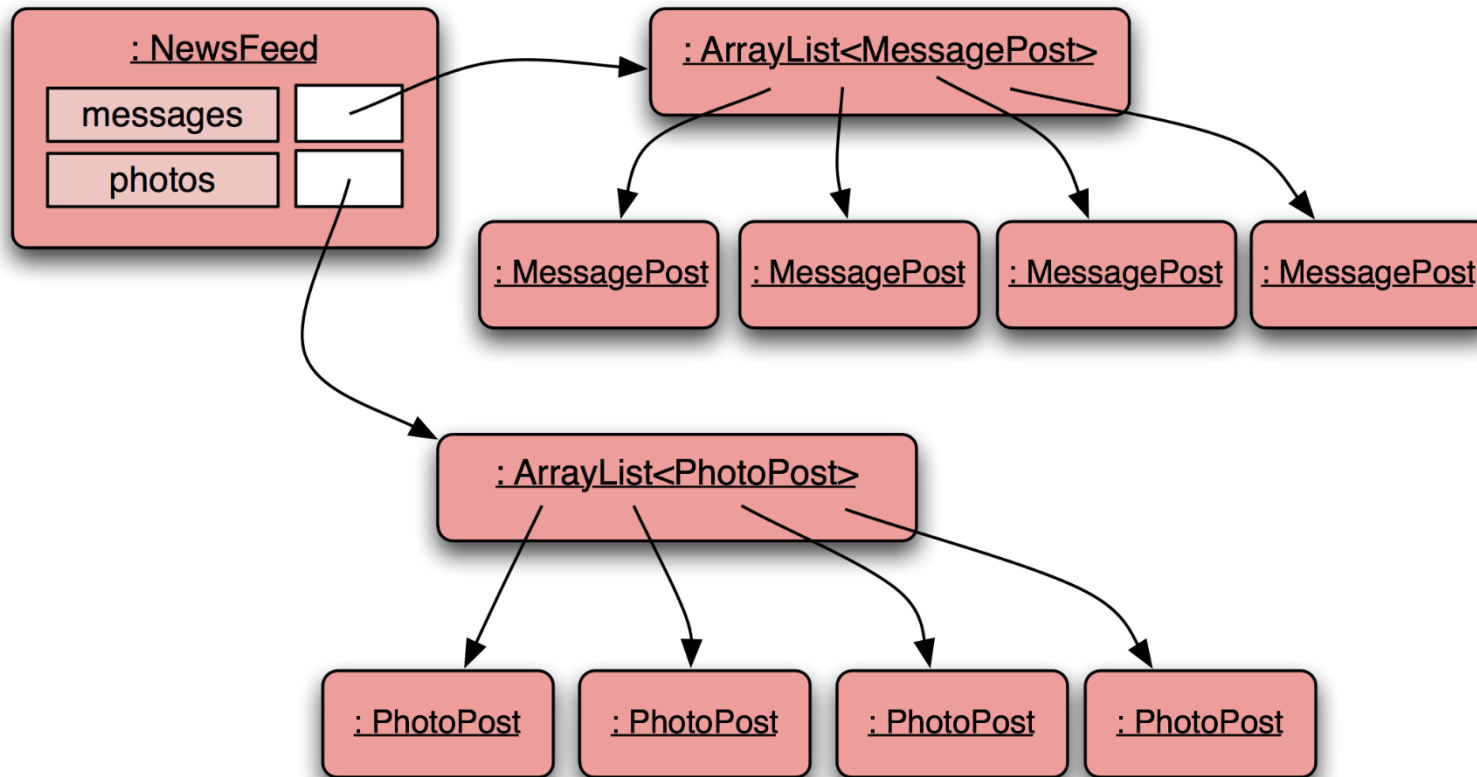 : NewsFeed
messages
photos
: ArrayList<MessagePost>
: MessagePost
: MessagePost
: MessagePost
: MessagePost
: ArrayList<PhotoPost>
: PhotoPost
: PhotoPost
: PhotoPost
: PhotoPost